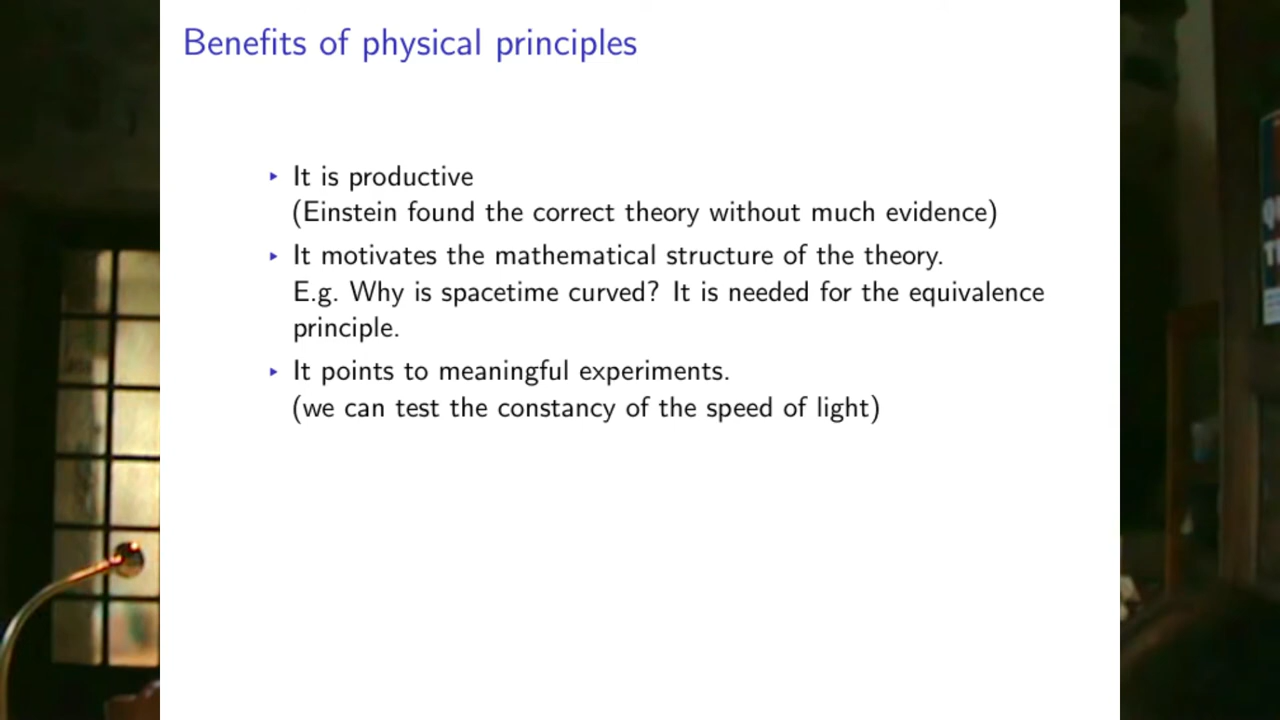 Benefits of physical principles
‣ It is productive
(Einstein found the correct theory without much evidence)
‣ It motivates the mathematical structure of the theory.
E.g. Why is spacetime curved? It is needed for the equivalence
principle.
‣ It points to meaningful experiments.
(we can test the constancy of the speed of light)